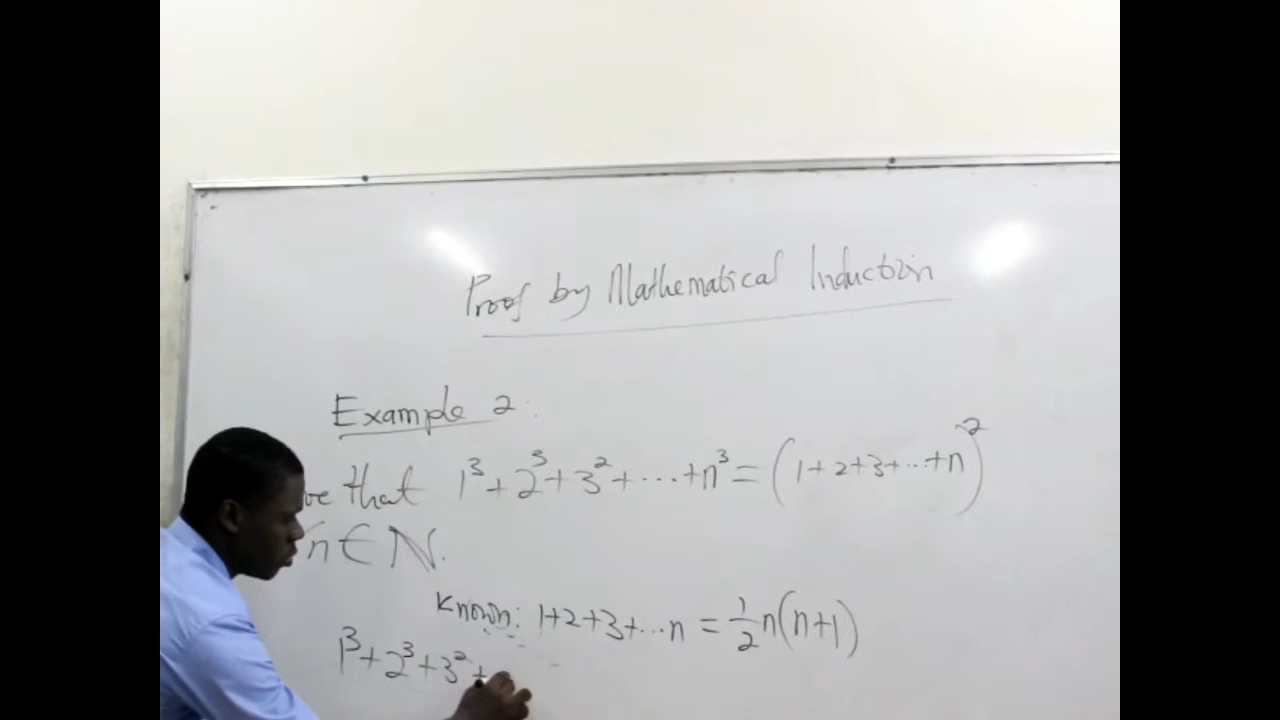 Proof by Mathematical Induction
Example 2.
that 1³+2³+3²+...+n³=(1+2+3+...+n)²
n∈ℕ.
Known: 1+2+3+...n = ½n(n+1)
1³+2³+3²+